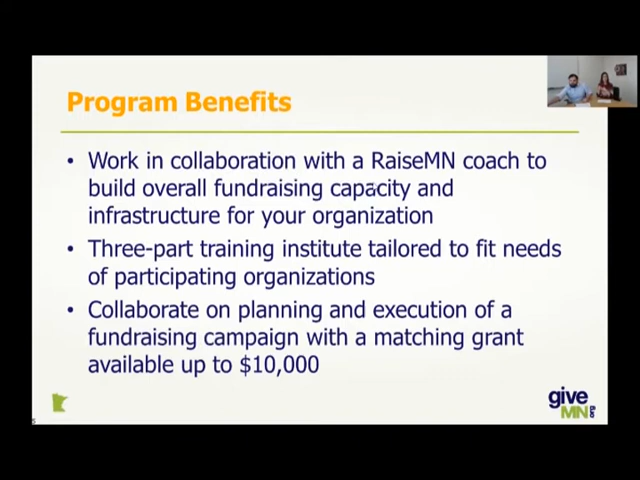 Program Benefits
• Work in collaboration with a RaiseMN coach to
build overall fundraising capacity and
infrastructure for your organization
• Three-part training institute tailored to fit needs
of participating organizations
• Collaborate on planning and execution of a
fundraising campaign with a matching grant
available up to $10,000
give
MN.org